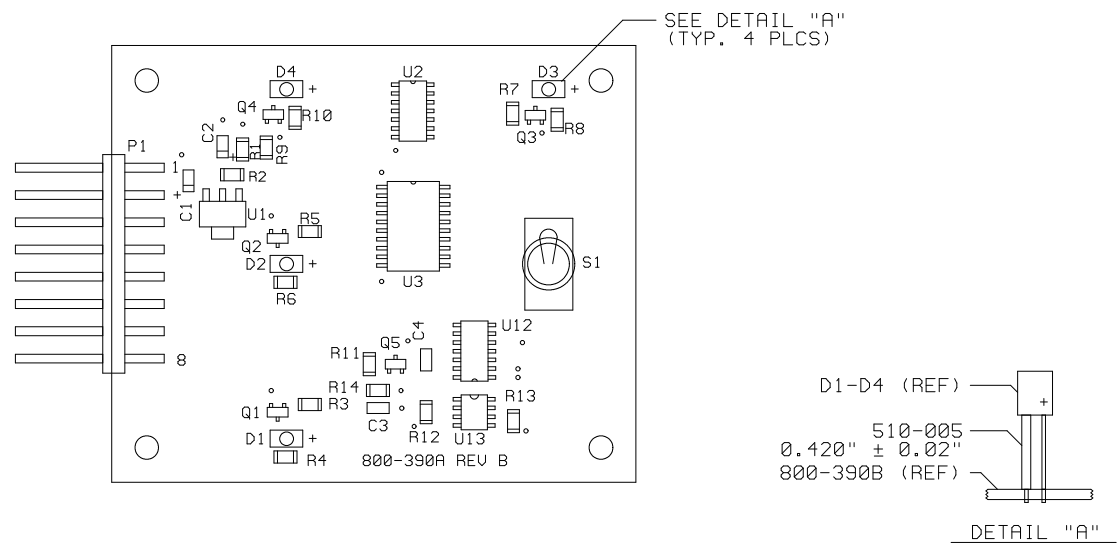 SEE DETAIL "A"
(TYP. 4 PLCS)
D4
U2
D3
+
+
R7
Q4
R10
Q3
R8
C2
R1
R9
P1
1
+
R2
+
C1
U1
R5
Q2
D2
+
R6
U3
S1
U12
C4
Q5
R11
8
R14
R13
R3
Q1
C3
R12
U13
D1
+
R4
800-390A REV B
D1-D4 (REF)
+
510-005
0.420" ± 0.02"
800-390B (REF)
DETAIL "A"